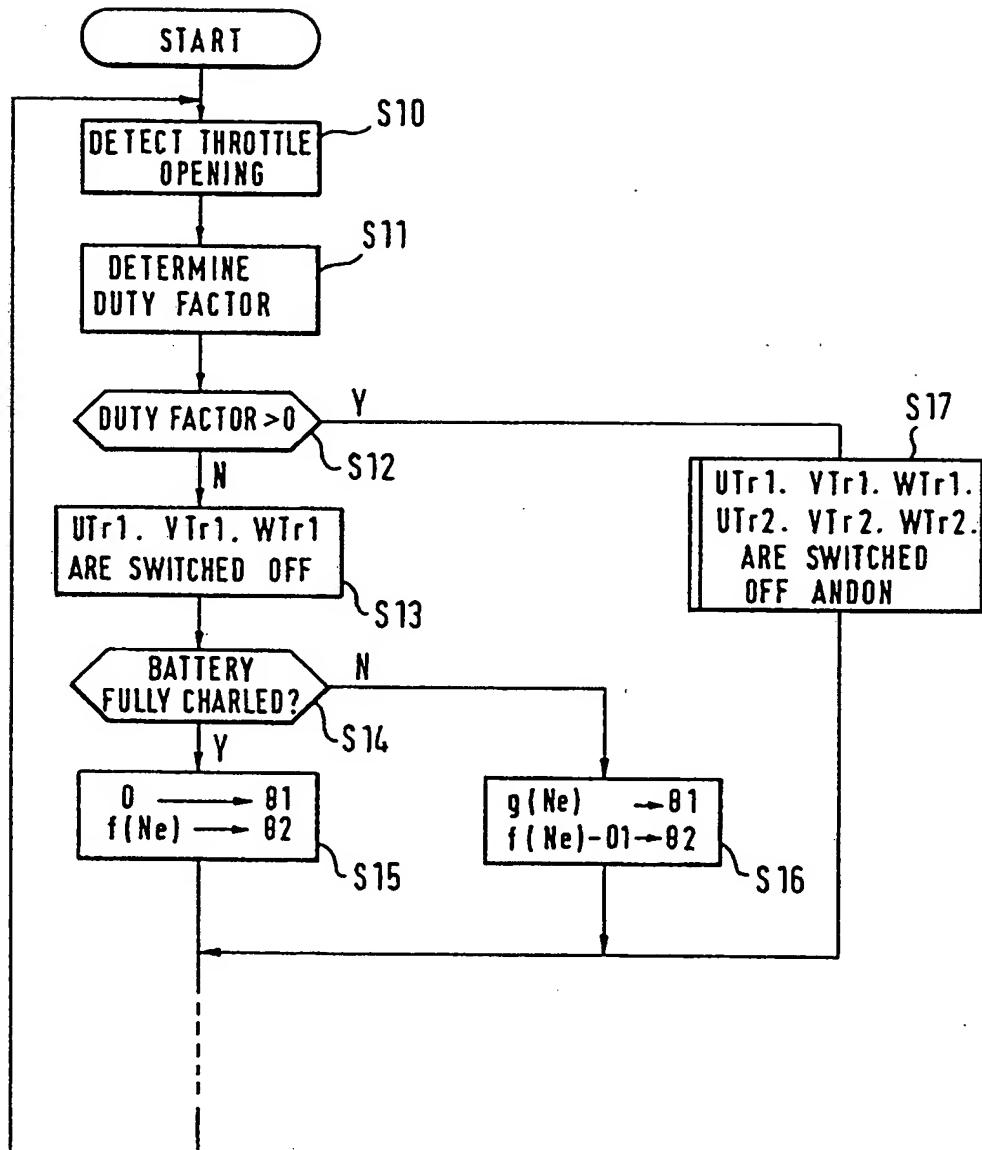 START
S10
DETECT THROTTLE
OPENING
S11
DETERMINE
DUTY FACTOR
DUTY FACTOR >0
Y
S12
N
S17
UTr1. VTr1. WTr1.
UTr2. VTr2. WTr2.
ARE SWITCHED
OFF ANDON
UTr1. VTr1. WTr1
ARE SWITCHED OFF
S13
BATTERY
FULLY CHARLED?
N
S14
Y
0 → θ1
f(Ne) → θ2
S15
g(Ne) → θ1
f(Ne)-01→θ2
S16